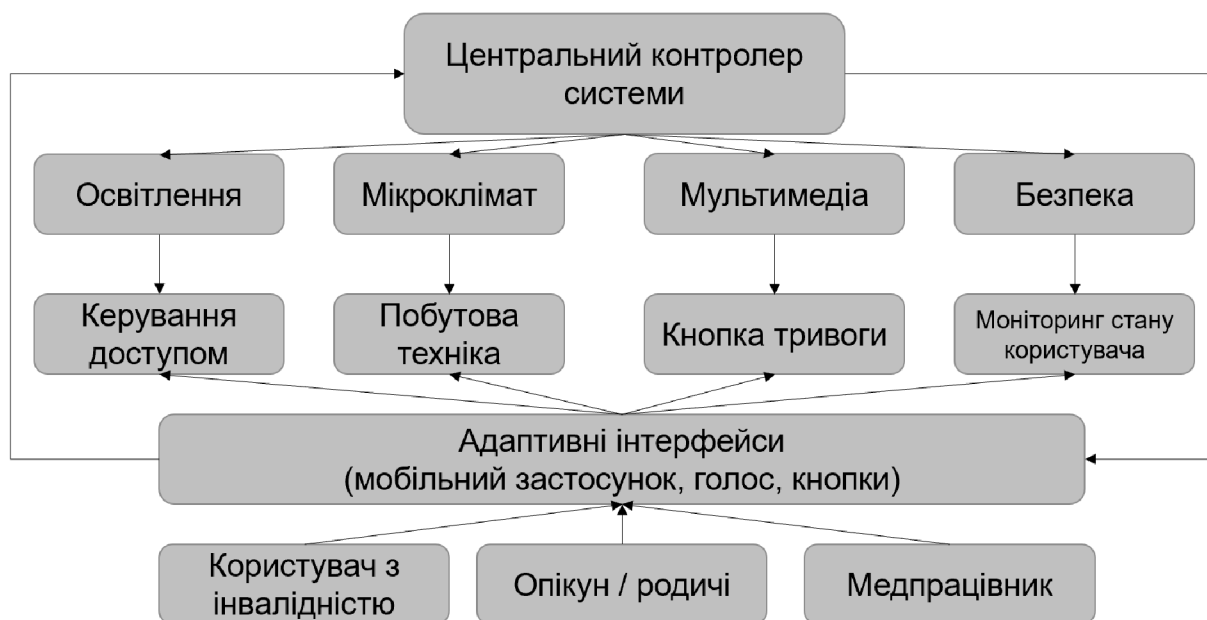 Центральний контролер
системи
Освітлення
Мікроклімат
Мультимедіа
Безпека
Керування
доступом
Побутова
техніка
Кнопка тривоги
Моніторинг стану
користувача
Адаптивні інтерфейси
(мобільний застосунок, голос, кнопки)
Користувач з
інвалідністю
Опікун / родичі
Медпрацівник